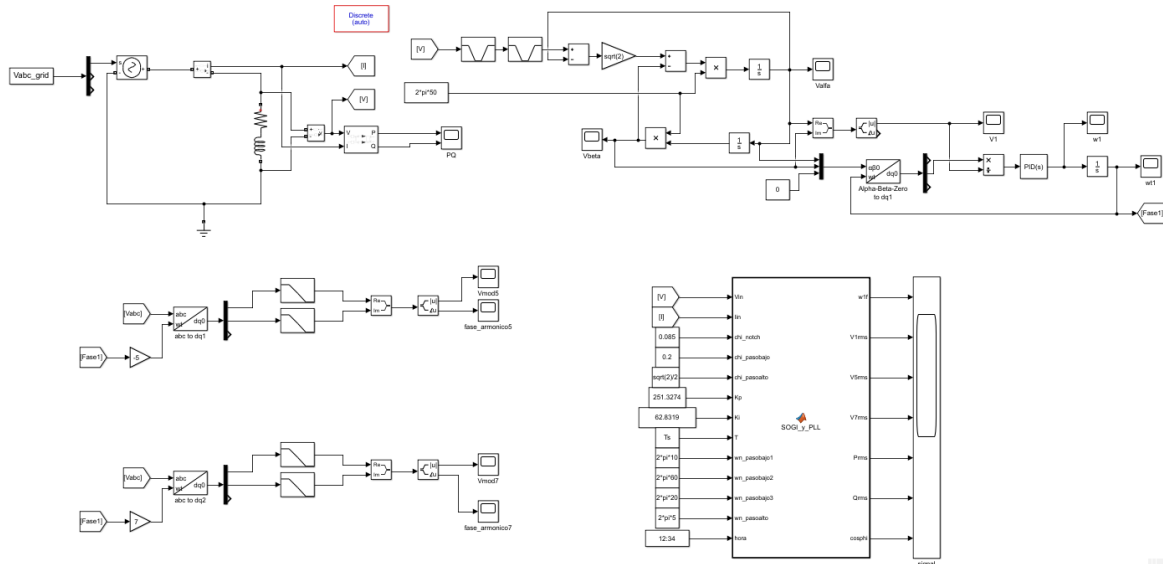 Discrete
(auto)
Vabc_grid
[I]
[V]
V
I
P
Q
PQ
[V]
sqrt(2)
×
1
s
Valfa
2*pi*50
×
Vbeta
1
s
Re
Im
|u|
V1
w1
0
αβ0
wt
dq0
Alpha-Beta-Zero
to dq1
×
÷
PID(s)
1
s
wt1
[Fase1]
[Vabc]
abc
wt
dq0
abc to dq1
[Fase1]
-5
Re
Im
|u|
Vmod5
fase_armonico5
[Vabc]
abc
wt
dq0
abc to dq2
[Fase1]
7
Re
Im
|u|
Vmod7
fase_armonico7
[V]
Vin
[I]
Iin
0.085
chi_notch
0.2
chi_pasobajo
sqrt(2)/2
chi_pasoalto
251.3274
Kp
62.8319
Ki
Ts
T
2*pi*10
wn_pasobajo1
2*pi*60
wn_pasobajo2
2*pi*20
wn_pasobajo3
2*pi*5
wn_pasoalto
12:34
hora
SOGI_y_PLL
w1f
V1rms
V5rms
V7rms
Prms
Qrms
cosphi